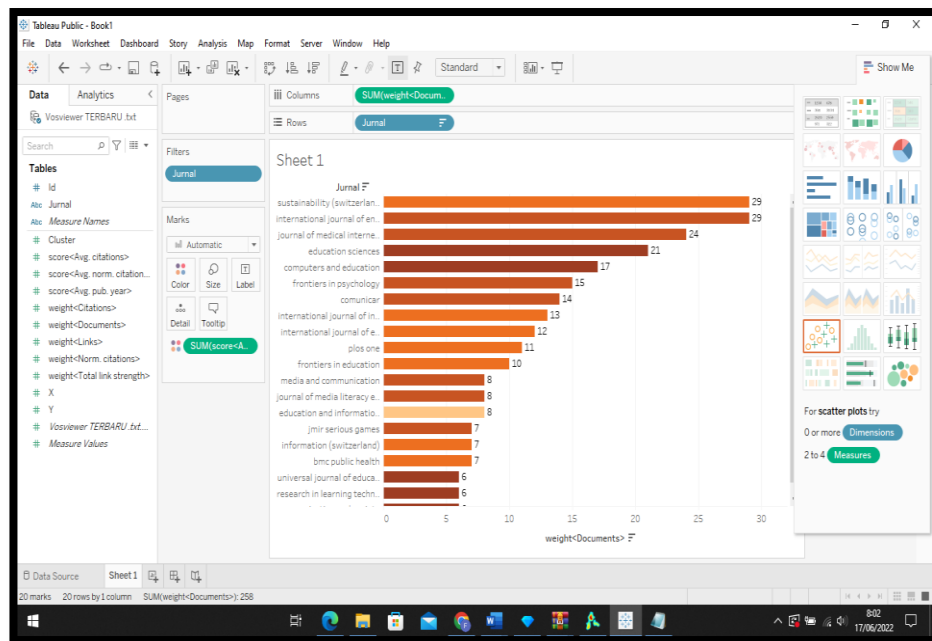 Tableau Public - Book1
File Data Worksheet Dashboard Story Analysis Map Format Server Window Help
Standard
Show Me
Data Analytics
Vosviewer TERBARU .txt
Search
Tables
# Id
Abc Jurnal
Abc Measure Names
# Cluster
# score<Avg. citations>
# score<Avg. norm. citation...
# score<Avg. pub. year>
# weight<Citations>
# weight<Documents>
# weight<Links>
# weight<Norm. citations>
# weight<Total link strength>
# X
# Y
# Vosviewer TERBARU .txt....
# Measure Values
Pages
Filters
Jurnal
Marks
Automatic
Color Size Label
Detail Tooltip
SUM(score<A..
Columns SUM(weight<Docum..
Rows Jurnal
Sheet 1
Jurnal
sustainability (switzerlan.. 29
international journal of en.. 29
journal of medical interne.. 24
education sciences 21
computers and education 17
frontiers in psychology 15
comunicar 14
international journal of in.. 13
international journal of e.. 12
plos one 11
frontiers in education 10
media and communication 8
journal of media literacy e.. 8
education and informatio.. 8
jmir serious games 7
information (switzerland) 7
bmc public health 7
universal journal of educa.. 6
research in learning techn.. 6
0 5 10 15 20 25 30
weight<Documents>
For scatter plots try
0 or more Dimensions
2 to 4 Measures
Data Source Sheet 1
20 marks 20 rows by 1 column SUM(weight<Documents>): 258
8:02
17/06/2022